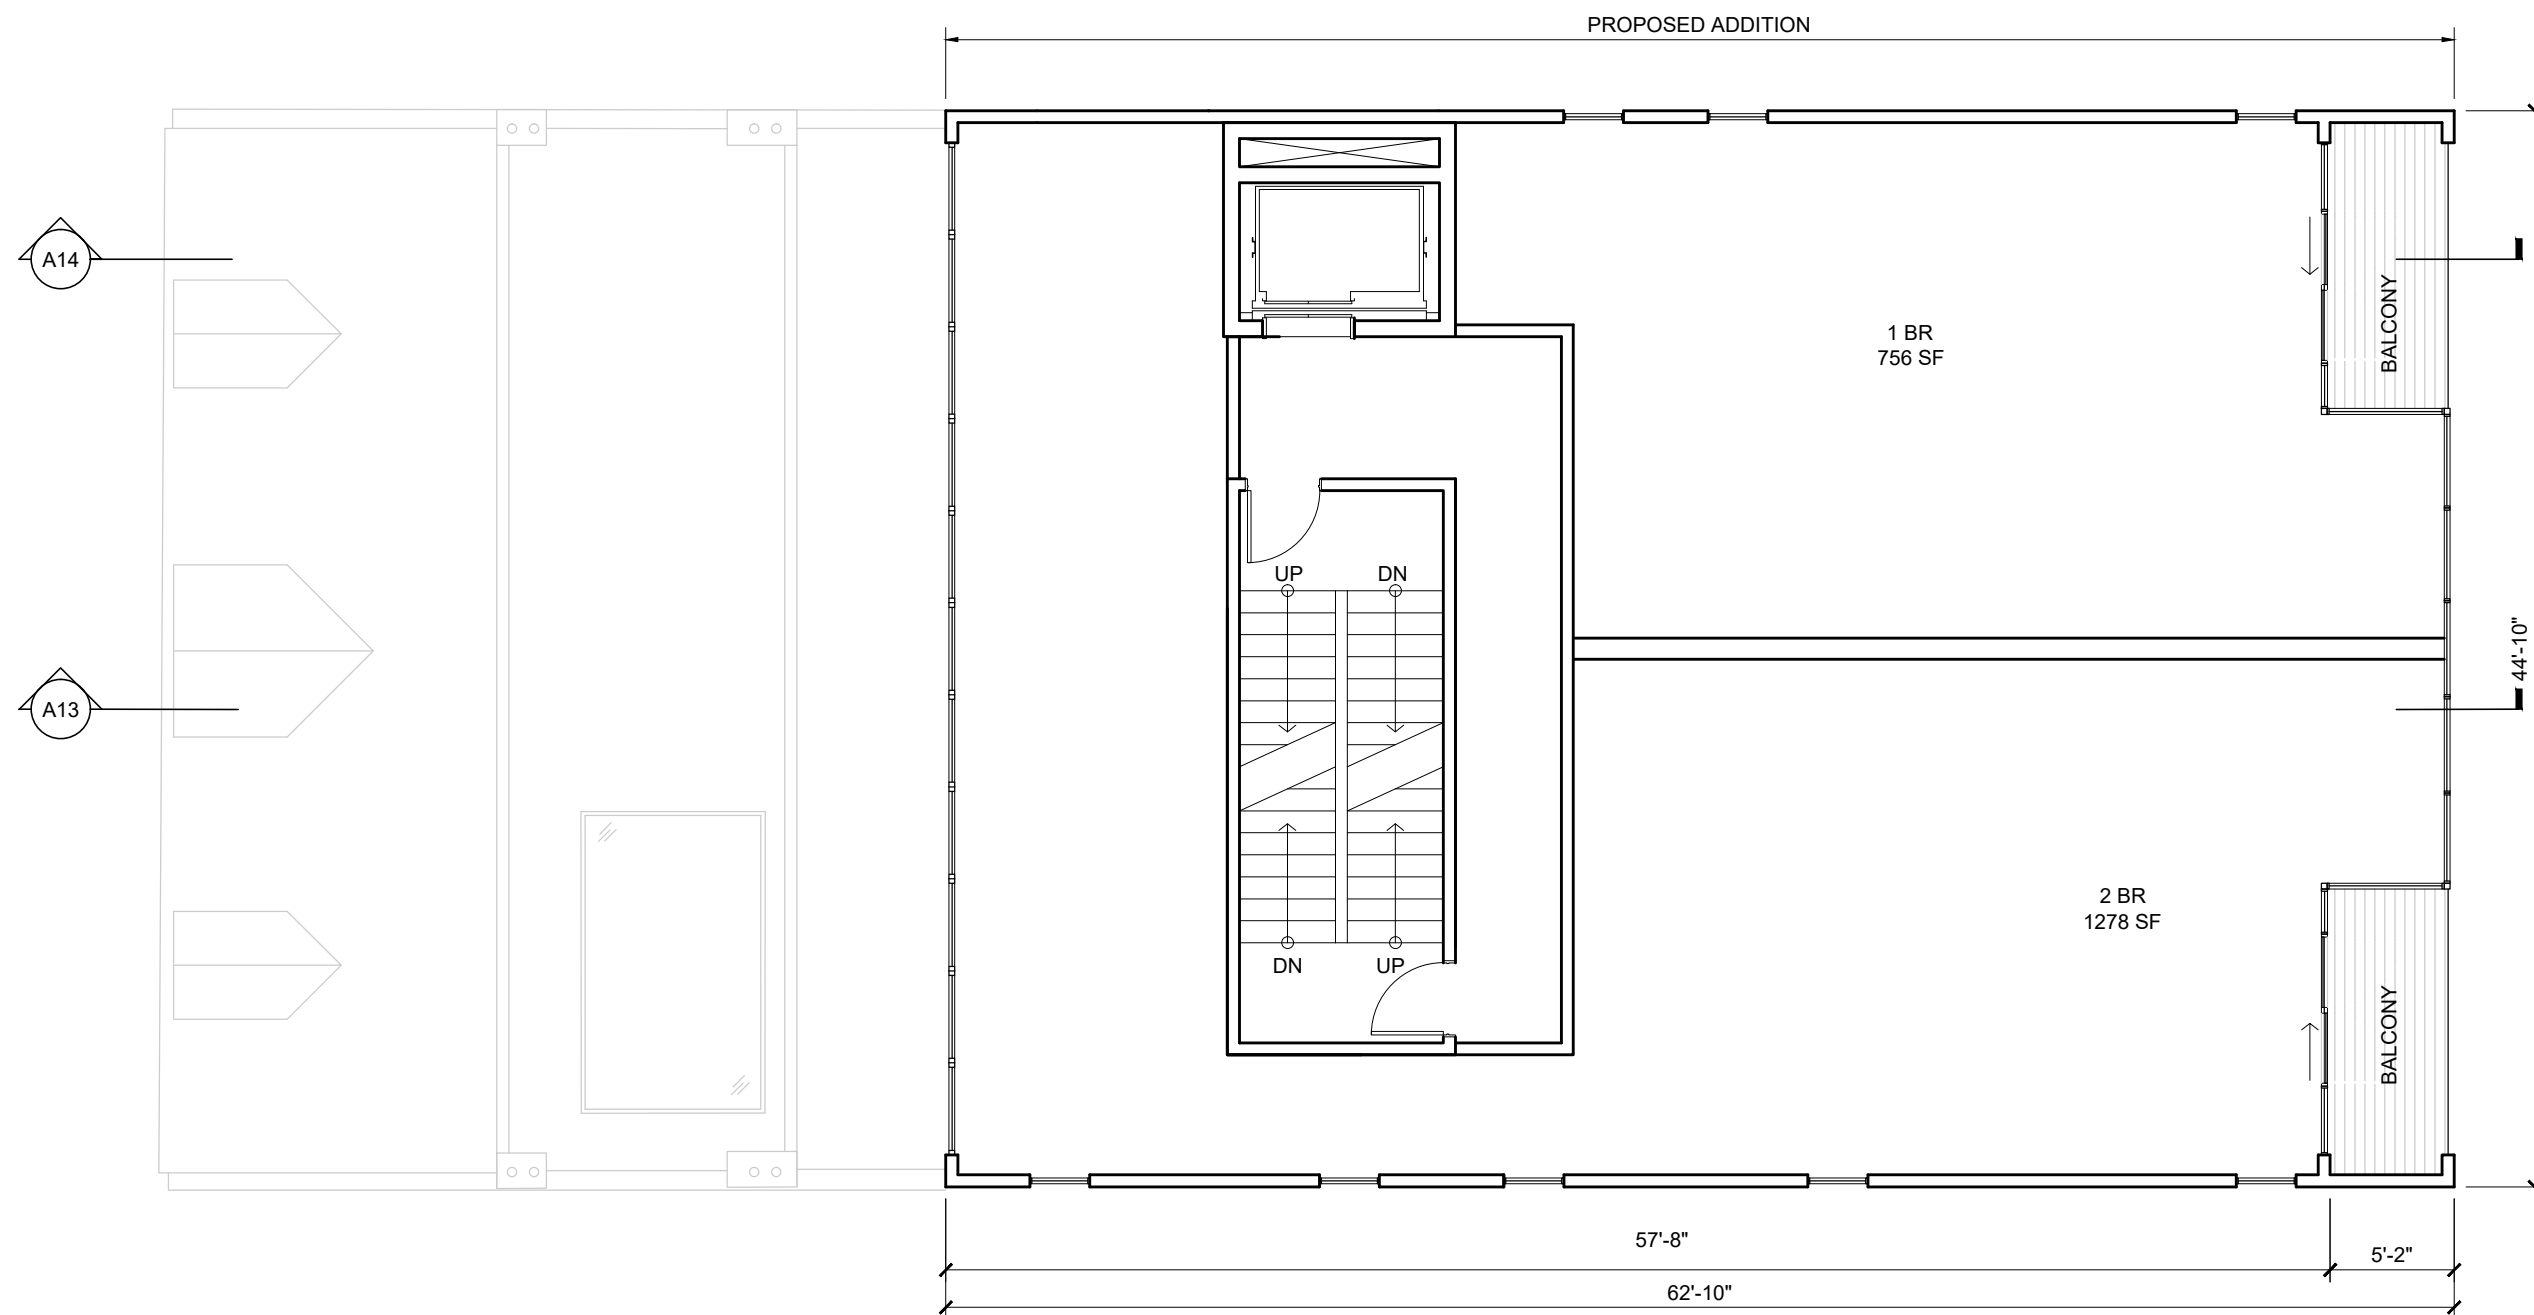 PROPOSED ADDITION
A14
1 BR
756 SF
BALCONY
UP
DN
44'-10"
A13
2 BR
1278 SF
DN
UP
BALCONY
57'-8"
5'-2"
62'-10"